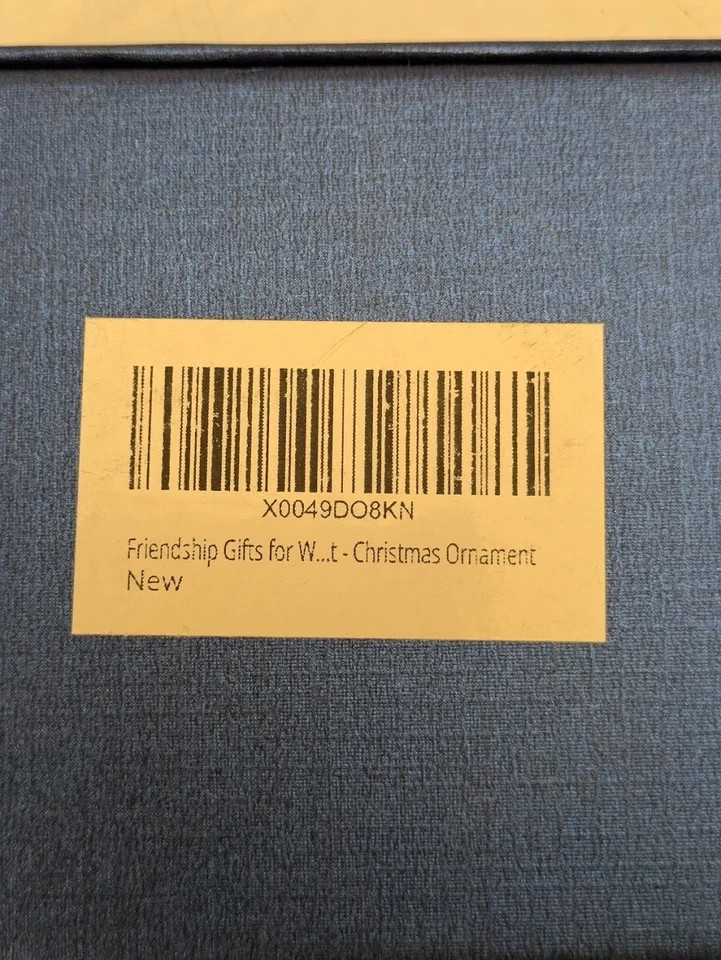 X0049DO8KN
Friendship Gifts for W...t - Christmas Ornament
New